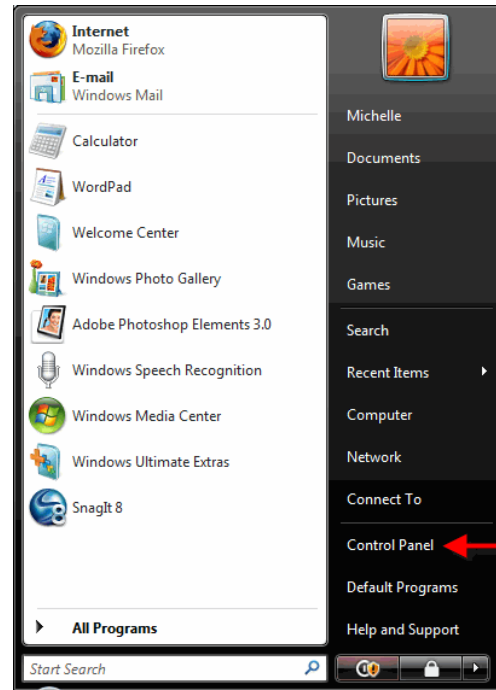 Internet
Mozilla Firefox
E-mail
Windows Mail
Calculator
WordPad
Welcome Center
Windows Photo Gallery
Adobe Photoshop Elements 3.0
Windows Speech Recognition
Windows Media Center
Windows Ultimate Extras
SnagIt 8
All Programs
Start Search
Michelle
Documents
Pictures
Music
Games
Search
Recent Items
Computer
Network
Connect To
Control Panel
Default Programs
Help and Support